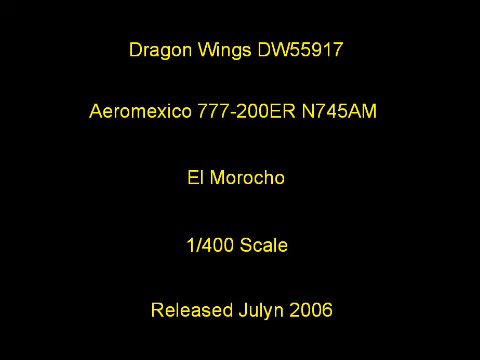 Dragon Wings DW55917
Aeromexico 777-200ER N745AM
El Morocho
1/400 Scale
Released Julyn 2006